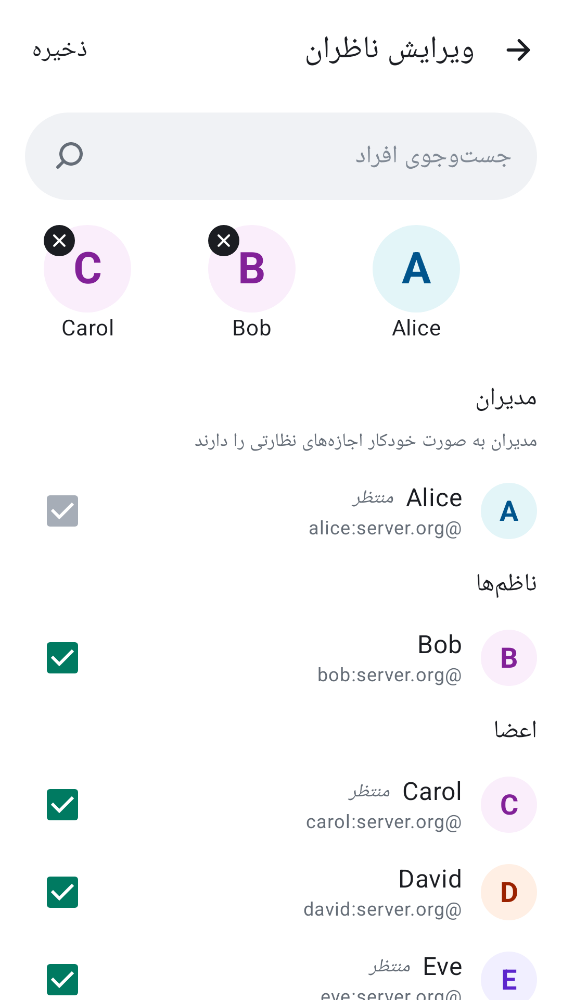 ویرایش ناظران
ذخیره
جست‌وجوی افراد
A
B
C
Alice
Bob
Carol
مدیران
مدیران به صورت خودکار اجازه‌های نظارتی را دارند
A
Alice منتظر
@alice:server.org
ناظم‌ها
B
Bob
@bob:server.org
اعضا
C
Carol منتظر
@carol:server.org
D
David
@david:server.org
E
Eve منتظر
@eve:server.org